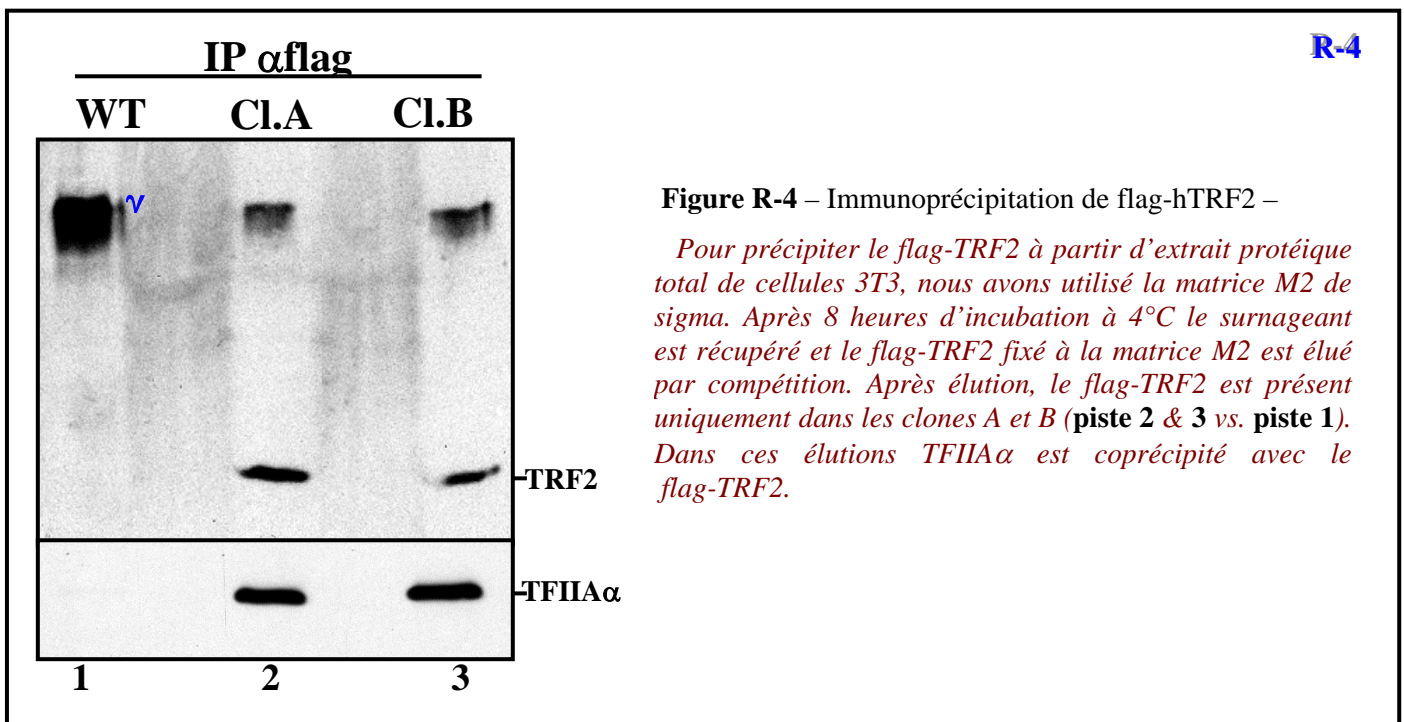 R-4
IP αflag
WT Cl.A Cl.B
γ
TRF2
TFIIAα
1 2 3
Figure R-4 – Immunoprécipitation de flag-hTRF2 –
Pour précipiter le flag-TRF2 à partir d'extrait protéique
total de cellules 3T3, nous avons utilisé la matrice M2 de
sigma. Après 8 heures d'incubation à 4°C le surnageant
est récupéré et le flag-TRF2 fixé à la matrice M2 est élué
par compétition. Après élution, le flag-TRF2 est présent
uniquement dans les clones A et B (piste 2 & 3 vs. piste 1).
Dans ces élutions TFIIAα est coprécipité avec le
flag-TRF2.